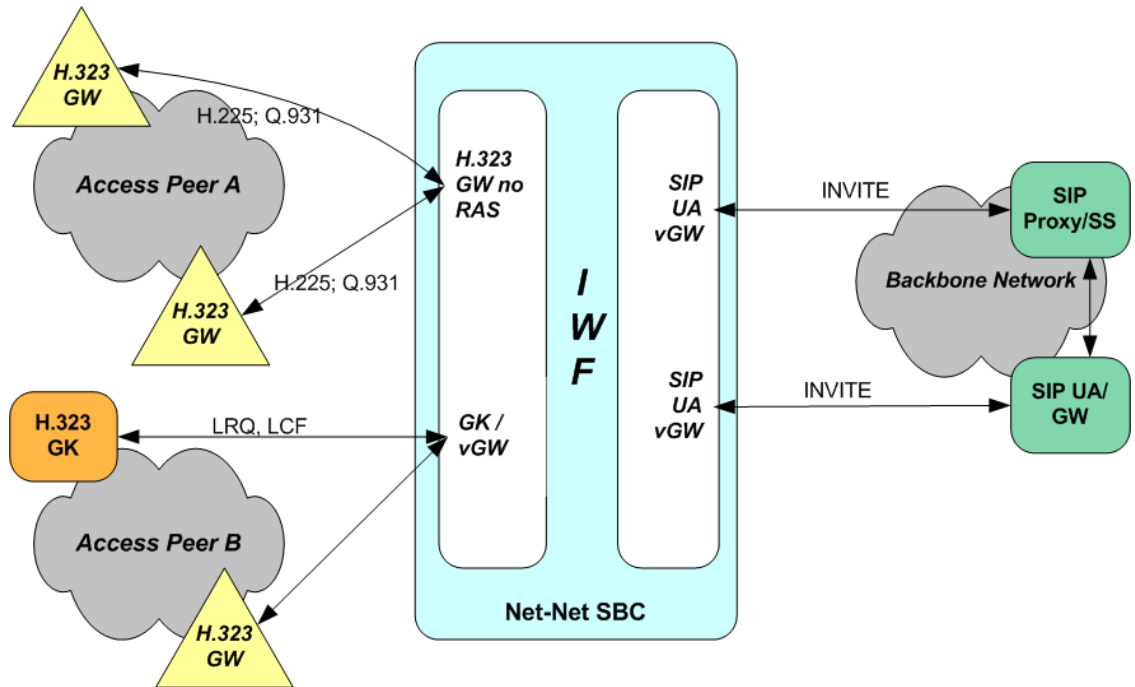 H.323
GW
H.225; Q.931
Access Peer A
H.225; Q.931
H.323
GW
H.323
GK
LRQ, LCF
Access Peer B
H.323
GW
H.323
GW no
RAS
GK /
vGW
I
W
F
SIP
UA
vGW
SIP
UA
vGW
Net-Net SBC
INVITE
INVITE
SIP
Proxy/SS
Backbone Network
SIP UA/
GW